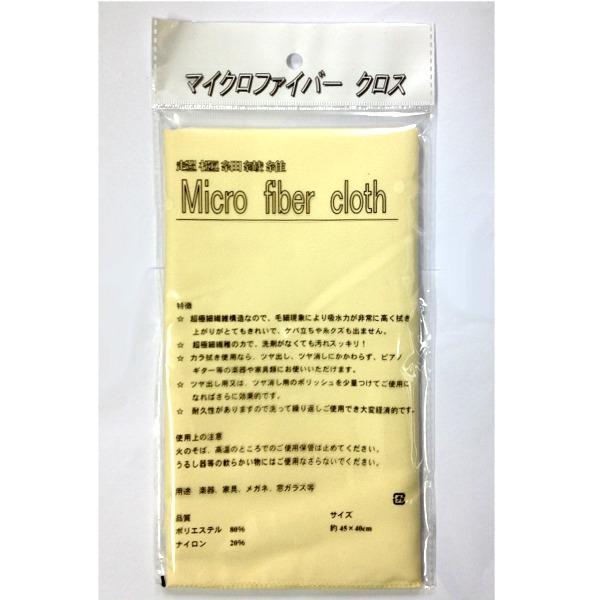 マイクロファイバー クロス
超極細繊維
Micro fiber cloth
特徴
☆ 超極細繊維構造なので、毛細現象により吸水力が非常に高く拭き
上がりがとてもきれいで、ケバ立ちや糸クズも出ません。
☆ 超極細繊維の力で、洗剤がなくても汚れスッキリ！
☆ カラ拭き使用なら、ツヤ出し、ツヤ消しにかかわらず、ピアノ
ギター等の楽器や家具類にお使いいただけます。
☆ ツヤ出し用又は、ツヤ消し用のポリッシュを少量つけてご使用に
なればさらに効果的です。
☆ 耐久性がありますので洗って繰り返しご使用でき大変経済的です。
使用上の注意
火のそば、高温のところでのご使用保管は止めてください。
うるし器等の軟らかい物にはご使用なさらないでください。
用途 楽器、家具、メガネ、窓ガラス等
品質 サイズ
ポリエステル 80% 約 45×40cm
ナイロン 20%
プラ